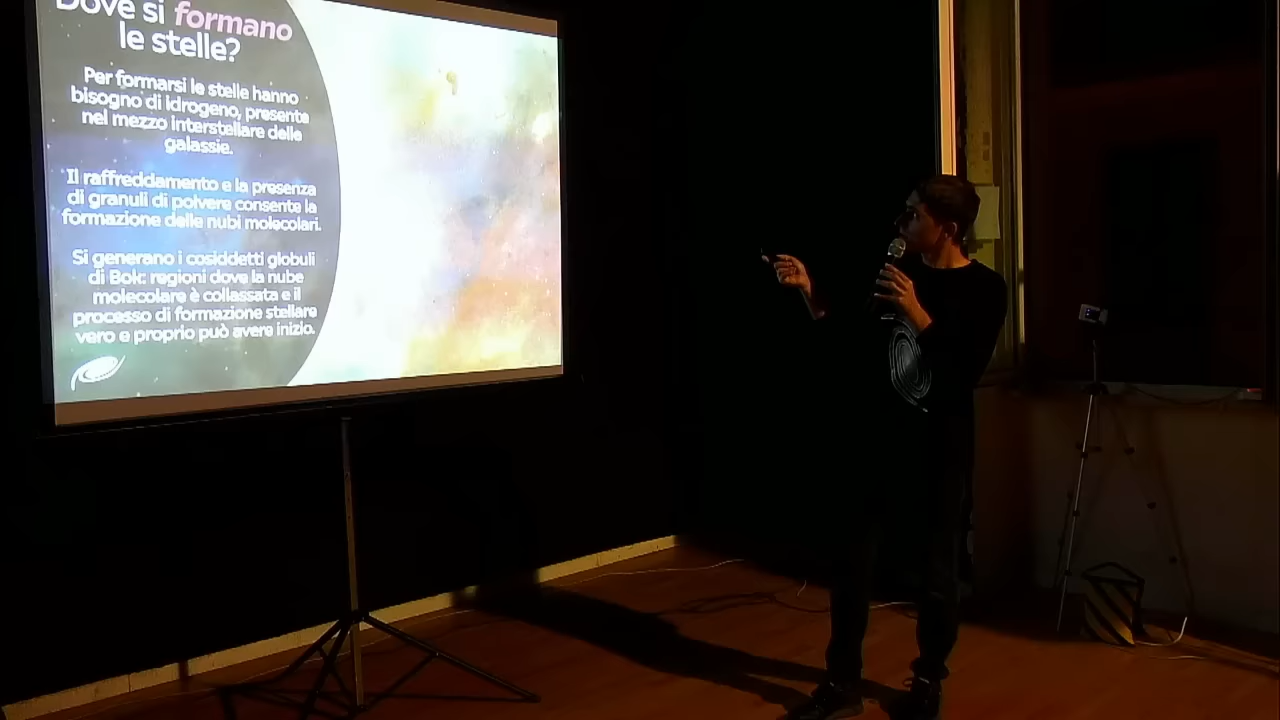 Dove si formano
le stelle?
Per formarsi le stelle hanno
bisogno di Idrogeno, presente
nel mezzo interstellare delle
galassie.
Il raffreddamento e la presenza
di granuli di polvere consente la
formazione delle nubi molecolari.
Si generano i cosiddetti globuli
di Bok: regioni dove la nube
molecolare è collassata e il
processo di formazione stellare
vero e proprio può avere inizio.